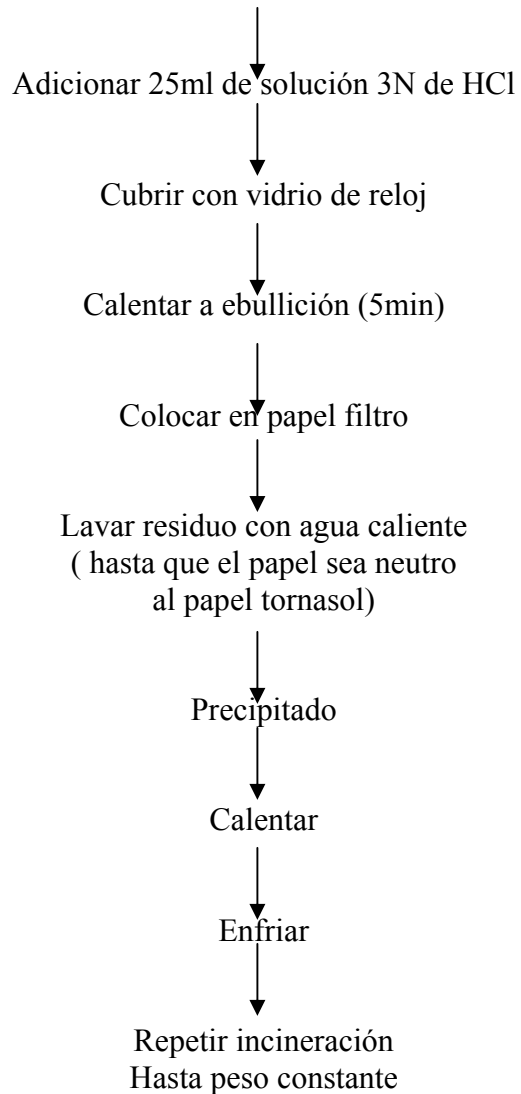 Adicionar 25ml de solución 3N de HCl
Cubrir con vidrio de reloj
Calentar a ebullición (5min)
Colocar en papel filtro
Lavar residuo con agua caliente
( hasta que el papel sea neutro
al papel tornasol)
Precipitado
Calentar
Enfriar
Repetir incineración
Hasta peso constante